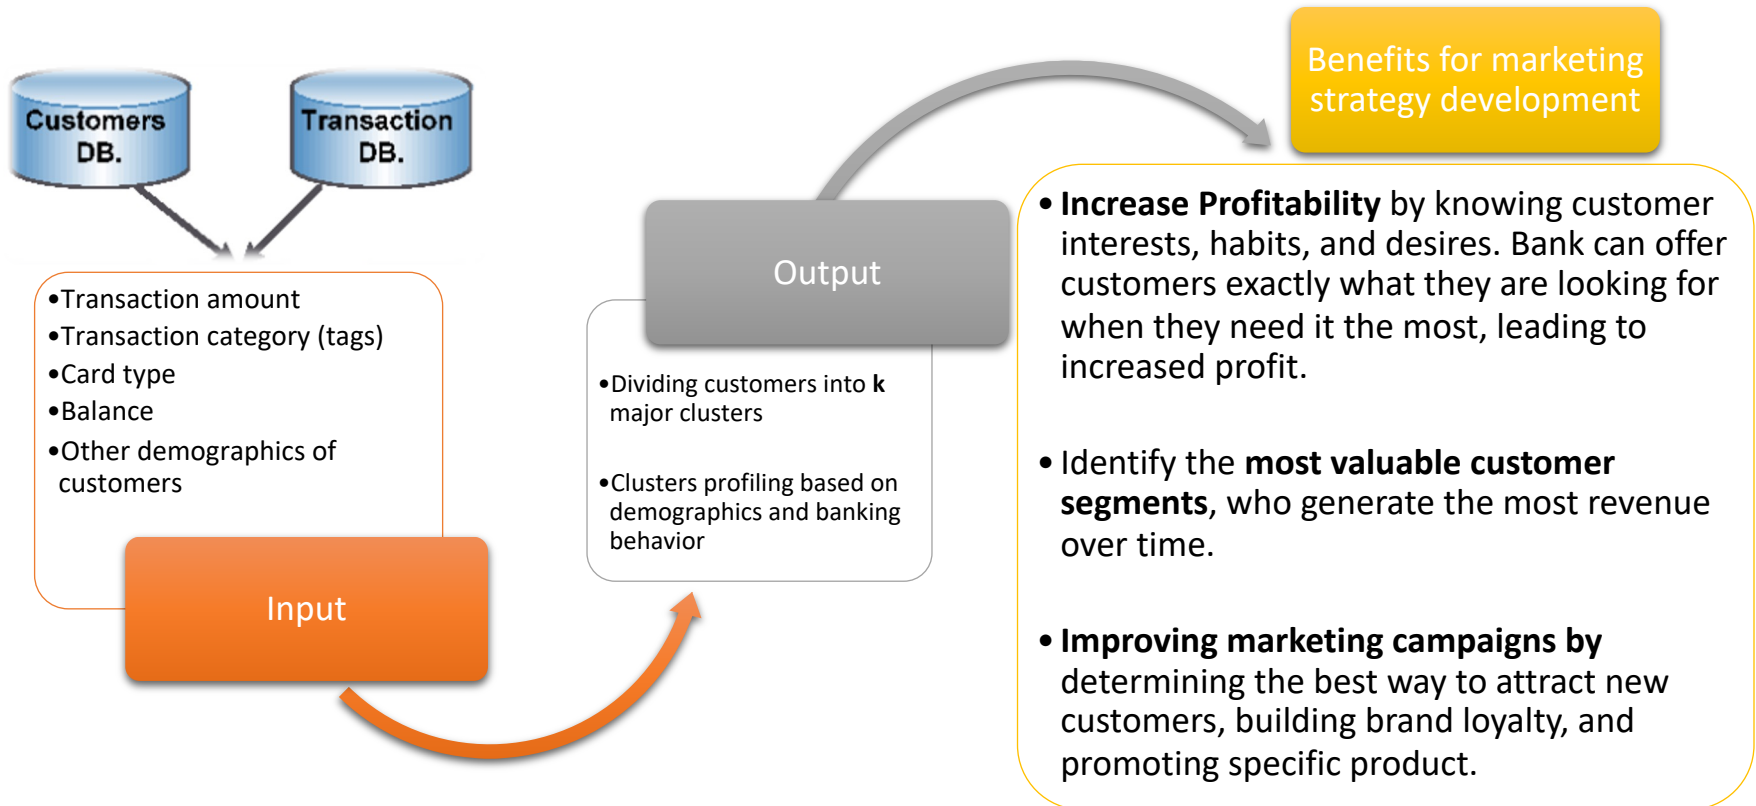 Customers
DB.
Transaction
DB.
•Transaction amount
•Transaction category (tags)
•Card type
•Balance
•Other demographics of
customers
Input
Output
•Dividing customers into k
major clusters
•Clusters profiling based on
demographics and banking
behavior
Benefits for marketing
strategy development
• Increase Profitability by knowing customer
interests, habits, and desires. Bank can offer
customers exactly what they are looking for
when they need it the most, leading to
increased profit.
• Identify the most valuable customer
segments, who generate the most revenue
over time.
• Improving marketing campaigns by
determining the best way to attract new
customers, building brand loyalty, and
promoting specific product.